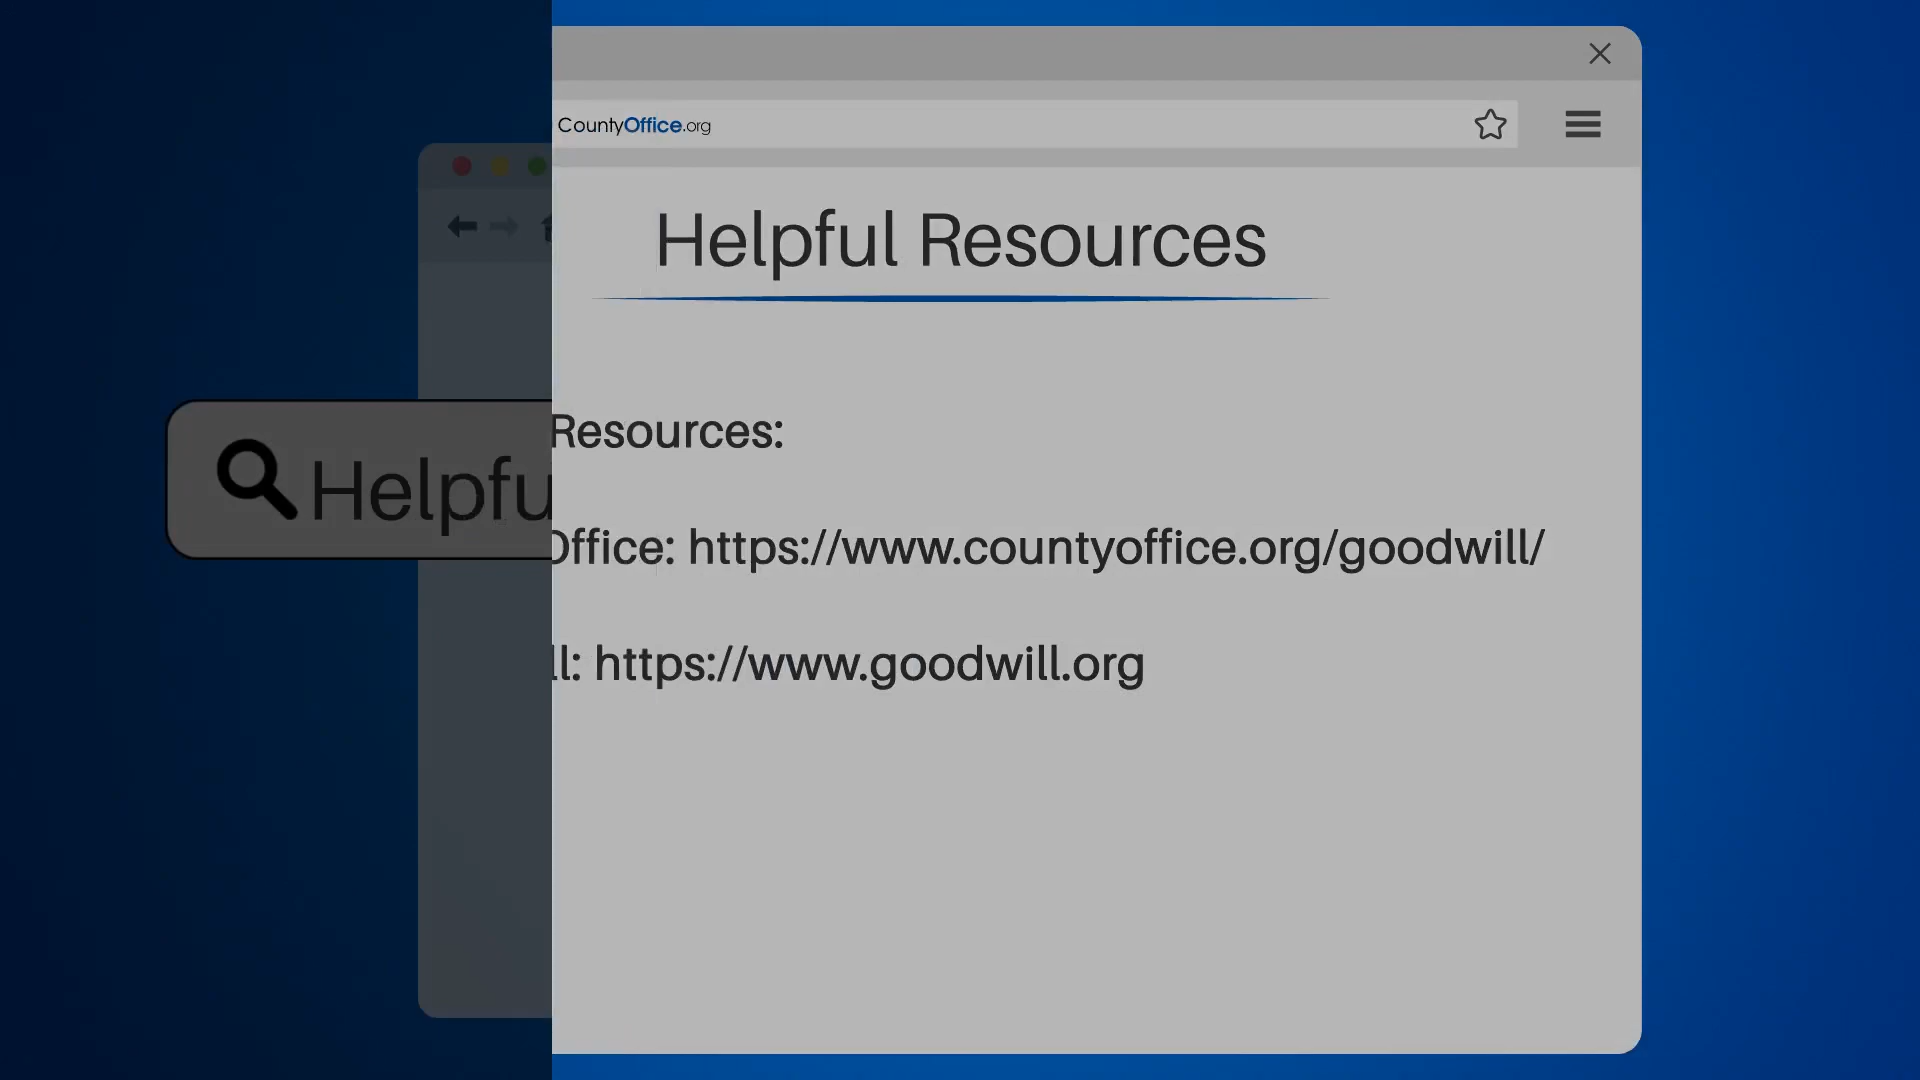 CountyOffice.org
Helpful Resources
Resources:
Helpfu
Office: https://www.countyoffice.org/goodwill/
ll: https://www.goodwill.org